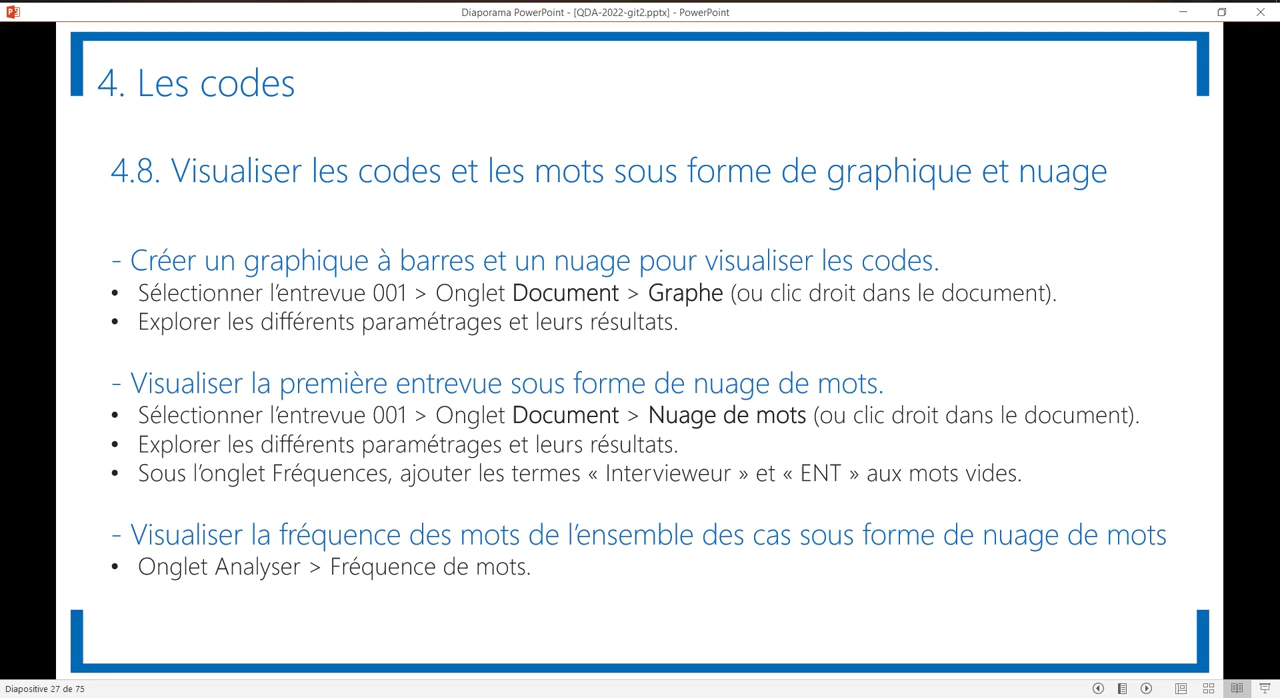 Diaporama PowerPoint - [QDA-2022-git2.pptx] - PowerPoint
4. Les codes
4.8. Visualiser les codes et les mots sous forme de graphique et nuage
- Créer un graphique à barres et un nuage pour visualiser les codes.
• Sélectionner l’entrevue 001 > Onglet Document > Graphe (ou clic droit dans le document).
• Explorer les différents paramétrages et leurs résultats.
- Visualiser la première entrevue sous forme de nuage de mots.
• Sélectionner l’entrevue 001 > Onglet Document > Nuage de mots (ou clic droit dans le document).
• Explorer les différents paramétrages et leurs résultats.
• Sous l’onglet Fréquences, ajouter les termes « Intervieweur » et « ENT » aux mots vides.
- Visualiser la fréquence des mots de l’ensemble des cas sous forme de nuage de mots
• Onglet Analyser > Fréquence de mots.
Diapositive 27 de 75